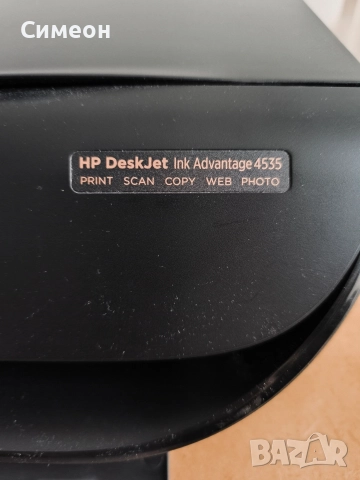 Симеон
HP DeskJet Ink Advantage 4535
PRINT SCAN COPY WEB PHOTO
BAZAR